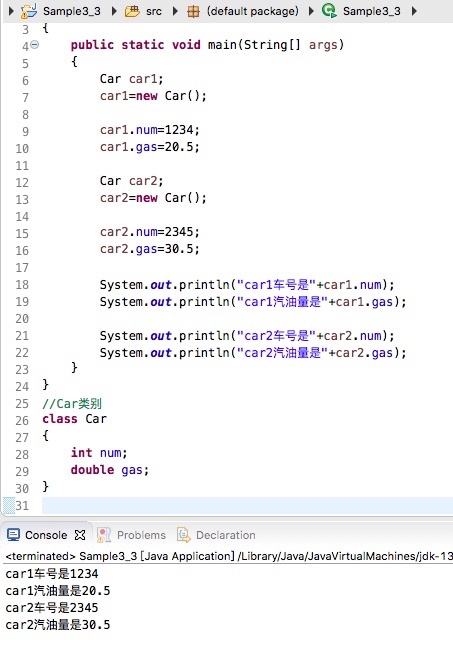 Sample3_3 src (default package) Sample3_3
3 {
4 public static void main(String[] args)
5 {
6 Car car1;
7 car1=new Car();
8
9 car1.num=1234;
10 car1.gas=20.5;
11
12 Car car2;
13 car2=new Car();
14
15 car2.num=2345;
16 car2.gas=30.5;
17
18 System.out.println("car1车号是"+car1.num);
19 System.out.println("car1汽油量是"+car1.gas);
20
21 System.out.println("car2车号是"+car2.num);
22 System.out.println("car2汽油量是"+car2.gas);
23 }
24 }
25 //Car类别
26 class Car
27 {
28 int num;
29 double gas;
30 }
31
Console Problems Declaration
<terminated> Sample3_3 [Java Application] /Library/Java/JavaVirtualMachines/jdk-13
car1车号是1234
car1汽油量是20.5
car2车号是2345
car2汽油量是30.5